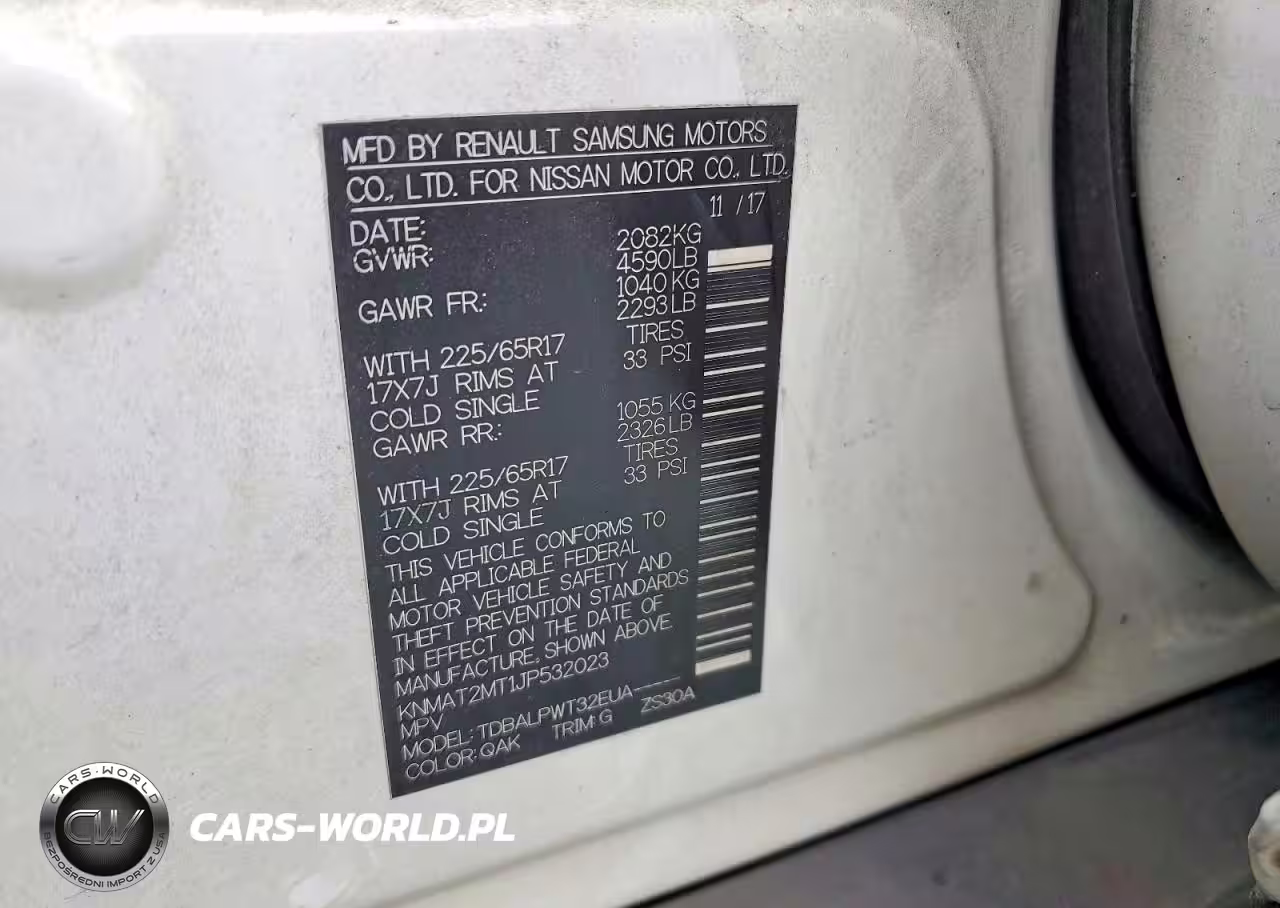 MFD BY RENAULT SAMSUNG MOTORS
CO., LTD. FOR NISSAN MOTOR CO., LTD.
DATE: 11 / 17
GVWR: 2082KG
4590LB
GAWR FR.: 1040 KG
2293 LB
WITH 225/65R17 TIRES
17X7J RIMS AT 33 PSI
COLD SINGLE
GAWR RR.: 1055 KG
2326 LB
WITH 225/65R17 TIRES
17X7J RIMS AT 33 PSI
COLD SINGLE
THIS VEHICLE CONFORMS TO
ALL APPLICABLE FEDERAL
MOTOR VEHICLE SAFETY AND
THEFT PREVENTION STANDARDS
IN EFFECT ON THE DATE OF
MANUFACTURE, SHOWN ABOVE.
KNMAT2MT1JP532023
MPV
MODEL: TDBALPWT32EUA-----
COLOR: QAK TRIM: G ZS30A
CARS-WORLD
CW
BEZPOŚREDNI IMPORT Z USA
CARS-WORLD.PL